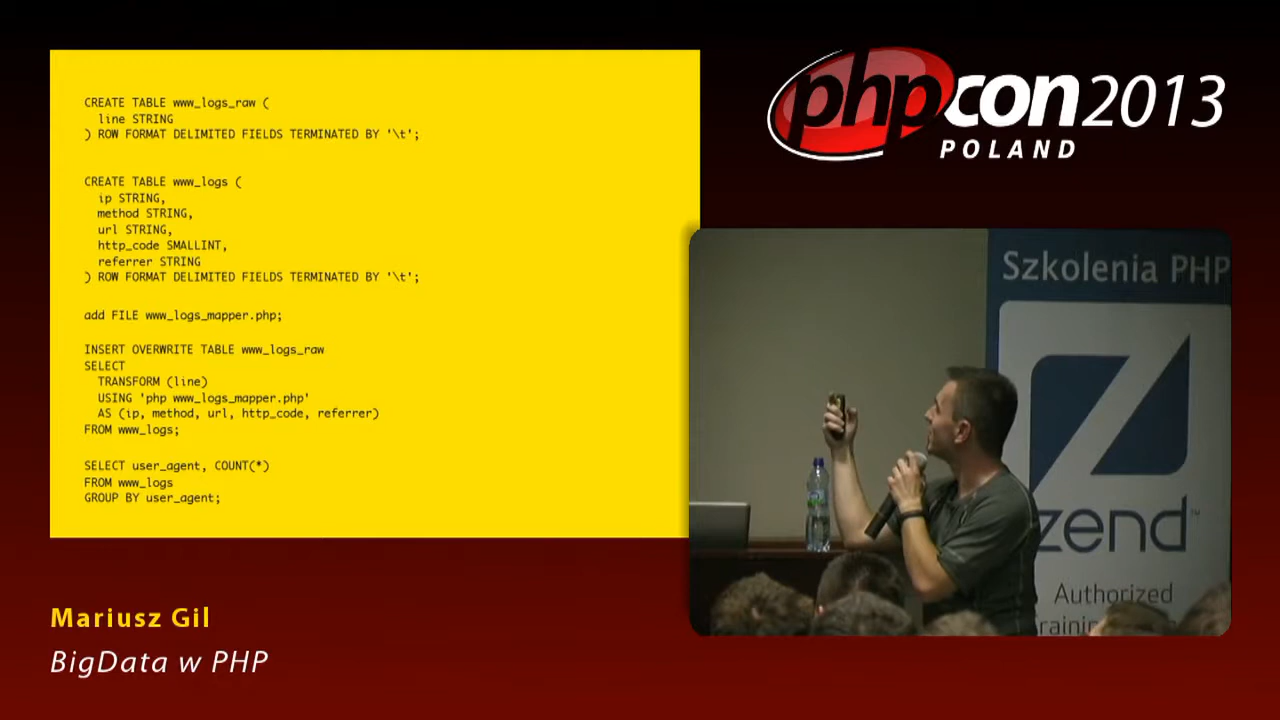 CREATE TABLE www_logs_raw (
line STRING
) ROW FORMAT DELIMITED FIELDS TERMINATED BY '\t';
CREATE TABLE www_logs (
ip STRING,
method STRING,
url STRING,
http_code SMALLINT,
referrer STRING
) ROW FORMAT DELIMITED FIELDS TERMINATED BY '\t';
add FILE www_logs_mapper.php;
INSERT OVERWRITE TABLE www_logs_raw
SELECT
TRANSFORM (line)
USING 'php www_logs_mapper.php'
AS (ip, method, url, http_code, referrer)
FROM www_logs;
SELECT user_agent, COUNT(*)
FROM www_logs
GROUP BY user_agent;
phpcon2013
POLAND
Szkolenia PHP
zend™
Authorized
Mariusz Gil
BigData w PHP